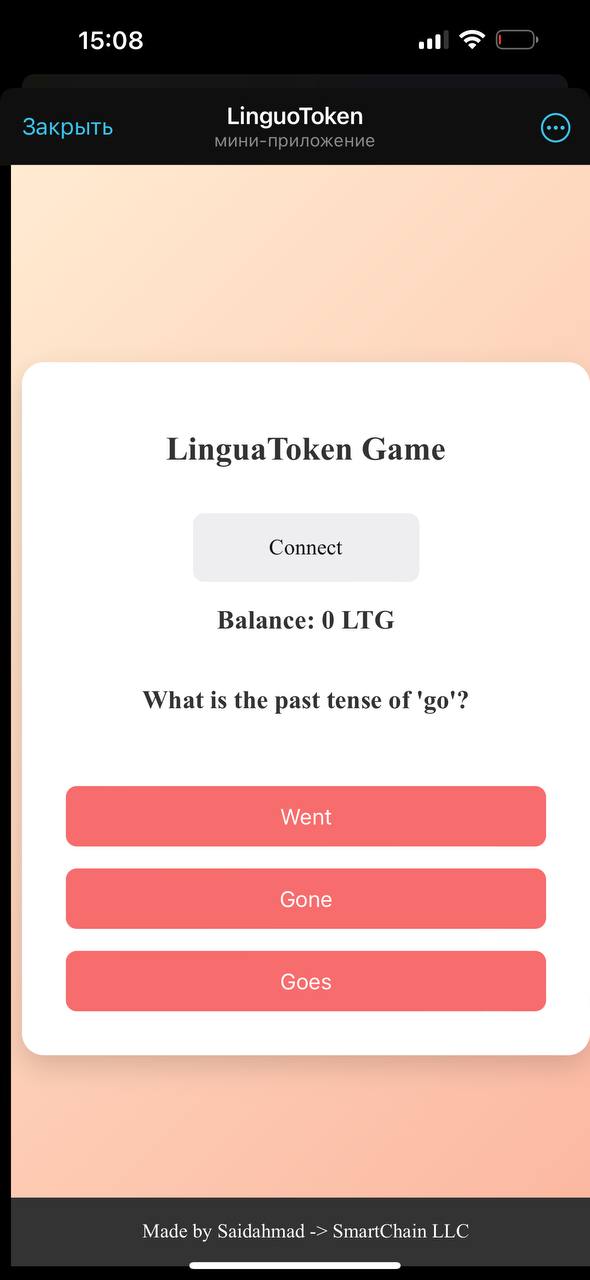 15:08
Закрыть
LinguoToken
мини-приложение
LinguaToken Game
Connect
Balance: 0 LTG
What is the past tense of 'go'?
Went
Gone
Goes
Made by Saidahmad -> SmartChain LLC